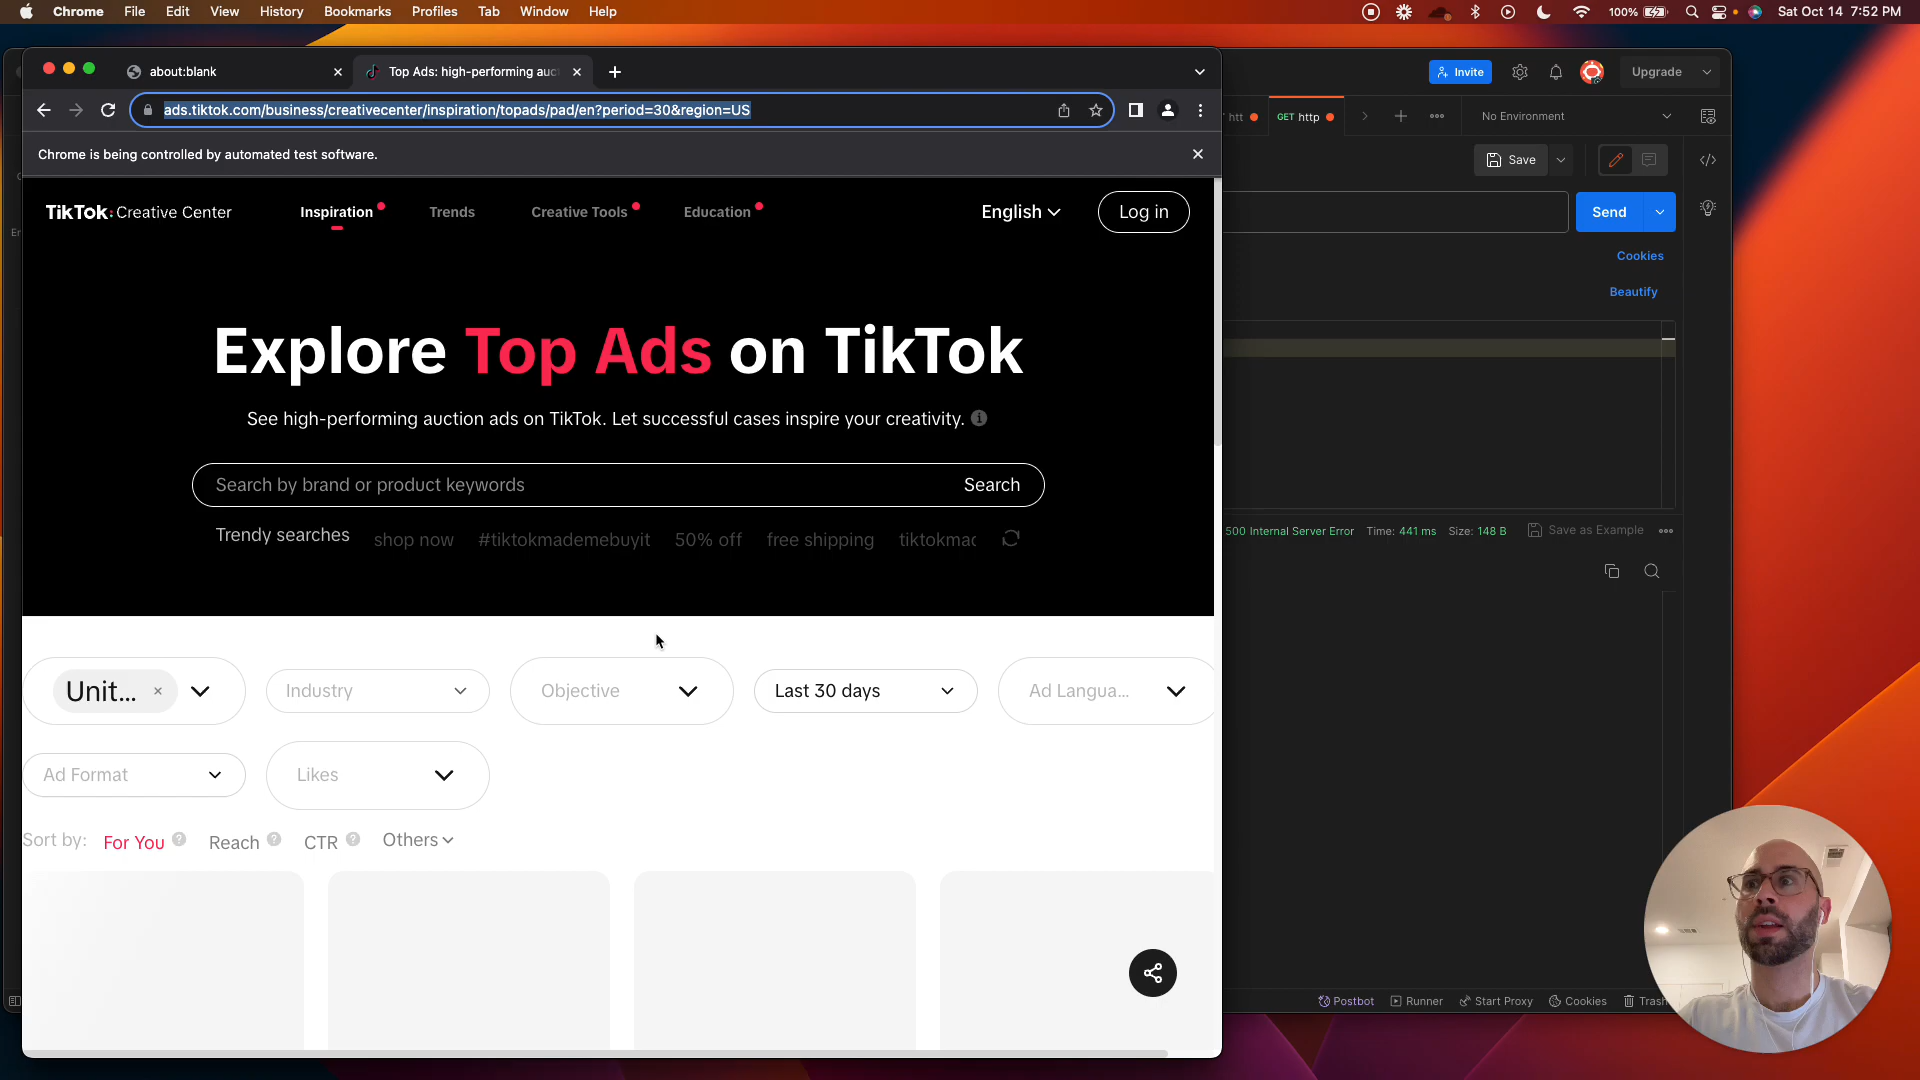 Chrome File Edit View History Bookmarks Profiles Tab Window Help
100% Sat Oct 14 7:52 PM
about:blank
Top Ads: high-performing auc
ads.tiktok.com/business/creativecenter/inspiration/topads/pad/en?period=30&region=US
Chrome is being controlled by automated test software.
TikTok: Creative Center
Inspiration Trends Creative Tools Education
English Log in
Explore Top Ads on TikTok
See high-performing auction ads on TikTok. Let successful cases inspire your creativity.
Search by brand or product keywords Search
Trendy searches shop now #tiktokmademebuyit 50% off free shipping tiktokmac
Unit... × Industry Objective Last 30 days Ad Langua...
Ad Format Likes
Sort by: For You ? Reach ? CTR ? Others
Invite Upgrade
htt GET http No Environment
Save
Send
Cookies
Beautify
500 Internal Server Error Time: 441 ms Size: 148 B Save as Example
Postbot Runner Start Proxy Cookies Trash